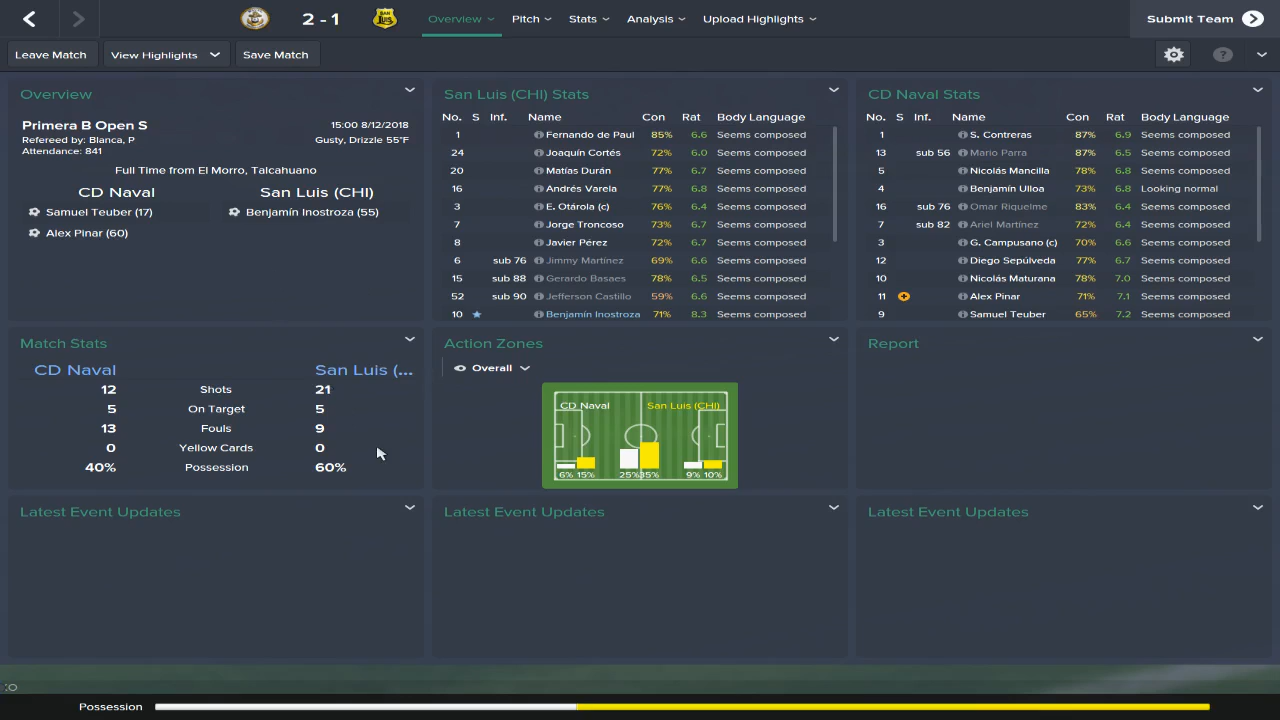 2 - 1
SAN LUIS
Overview
Pitch
Stats
Analysis
Upload Highlights
Submit Team
Leave Match
View Highlights
Save Match
?
Overview
Primera B Open S 15:00 8/12/2018
Refereed by: Blanca, P Gusty, Drizzle 55°F
Attendance: 841
Full Time from El Morro, Talcahuano
CD Naval San Luis (CHI)
Samuel Teuber (17) Benjamín Inostroza (55)
Alex Pinar (60)
San Luis (CHI) Stats
No. S Inf. Name Con Rat Body Language
1 Fernando de Paul 85% 6.6 Seems composed
24 Joaquín Cortés 72% 6.0 Seems composed
20 Matías Durán 77% 6.7 Seems composed
16 Andrés Varela 77% 6.8 Seems composed
3 E. Otárola (c) 76% 6.4 Seems composed
7 Jorge Troncoso 73% 6.7 Seems composed
8 Javier Pérez 72% 6.7 Seems composed
6 sub 76 Jimmy Martínez 69% 6.6 Seems composed
15 sub 88 Gerardo Basaes 78% 6.5 Seems composed
52 sub 90 Jefferson Castillo 59% 6.6 Seems composed
10 Benjamín Inostroza 71% 8.3 Seems composed
CD Naval Stats
No. S Inf. Name Con Rat Body Language
1 S. Contreras 87% 6.9 Seems composed
13 sub 56 Mario Parra 87% 6.5 Seems composed
5 Nicolás Mancilla 78% 6.8 Seems composed
4 Benjamín Ulloa 73% 6.8 Looking normal
16 sub 76 Omar Riquelme 83% 6.4 Seems composed
7 sub 82 Ariel Martínez 72% 6.4 Seems composed
3 G. Campusano (c) 70% 6.6 Seems composed
12 Diego Sepúlveda 77% 6.7 Seems composed
10 Nicolás Maturana 78% 7.0 Seems composed
11 Alex Pinar 71% 7.1 Seems composed
9 Samuel Teuber 65% 7.2 Seems composed
Match Stats
CD Naval San Luis (...
12 Shots 21
5 On Target 5
13 Fouls 9
0 Yellow Cards 0
40% Possession 60%
Action Zones
Overall
CD Naval San Luis (CHI)
6% 15% 25% 35% 9% 10%
Report
Latest Event Updates
Latest Event Updates
Latest Event Updates
:O
Possession